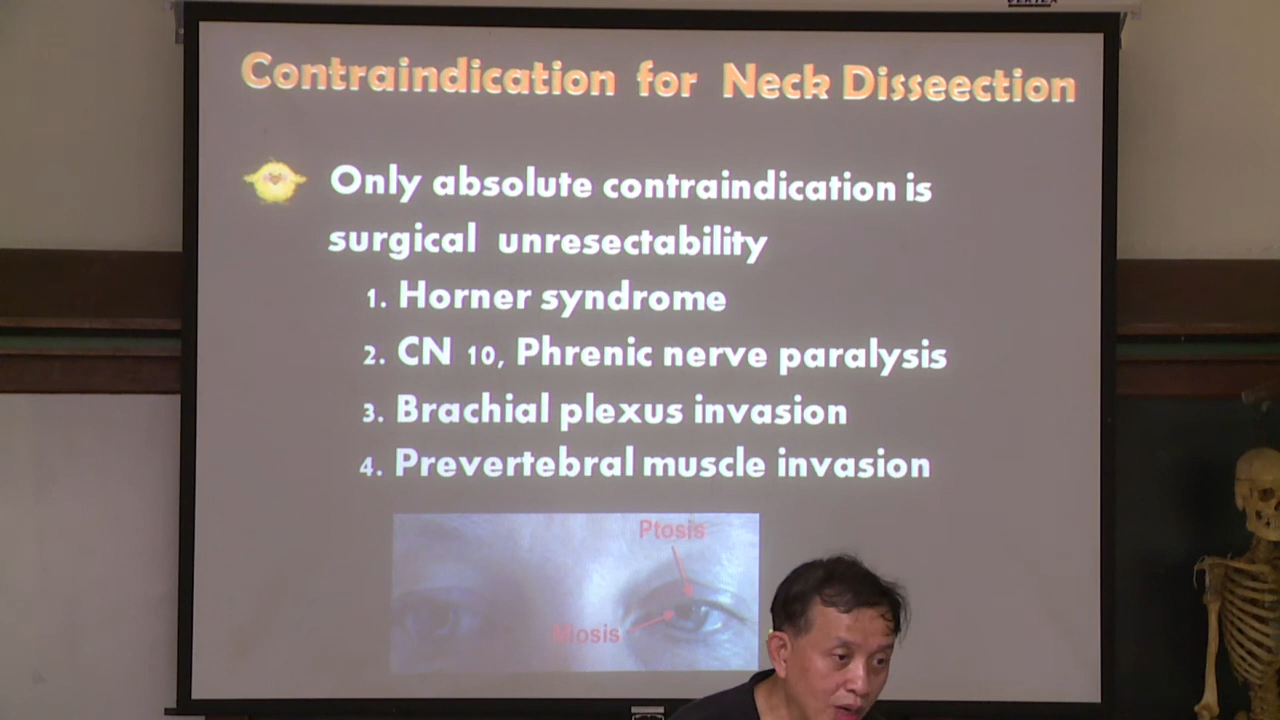 Contraindication for Neck Disseection
Only absolute contraindication is
surgical unresectability
1. Horner syndrome
2. CN 10, Phrenic nerve paralysis
3. Brachial plexus invasion
4. Prevertebral muscle invasion
Ptosis
Miosis